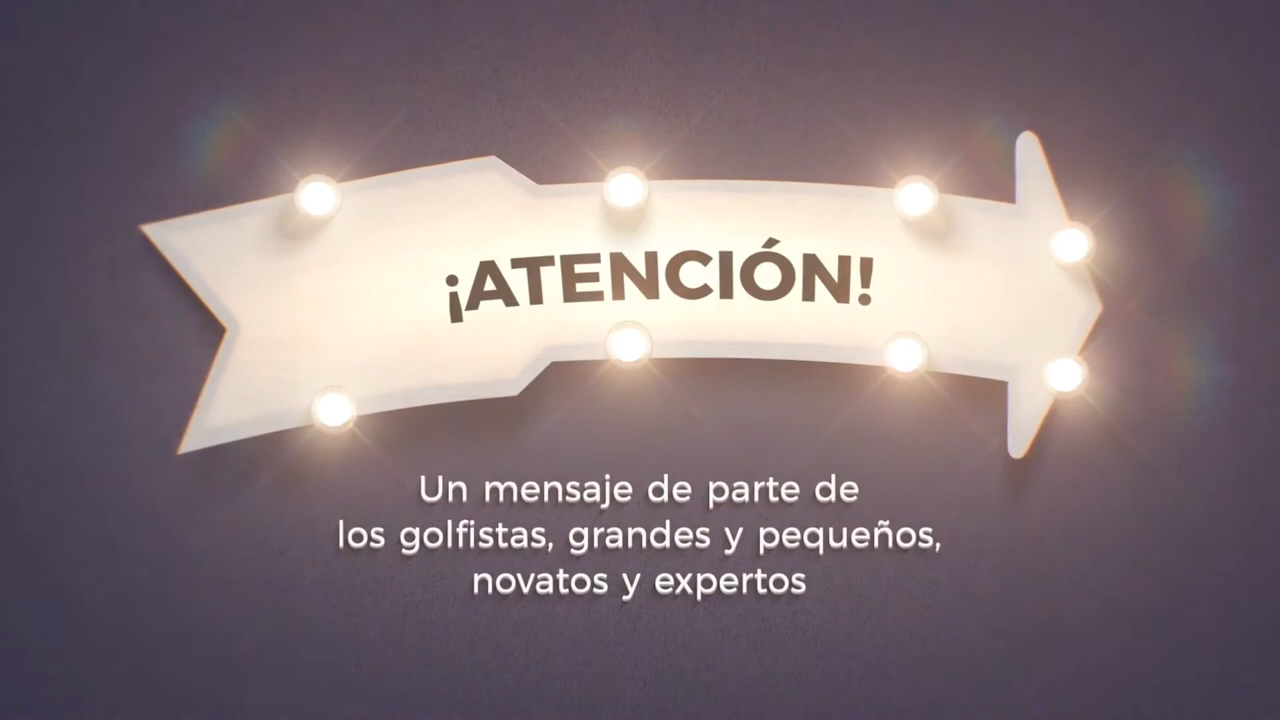 ¡ATENCIÓN!
Un mensaje de parte de
los golfistas, grandes y pequeños,
novatos y expertos